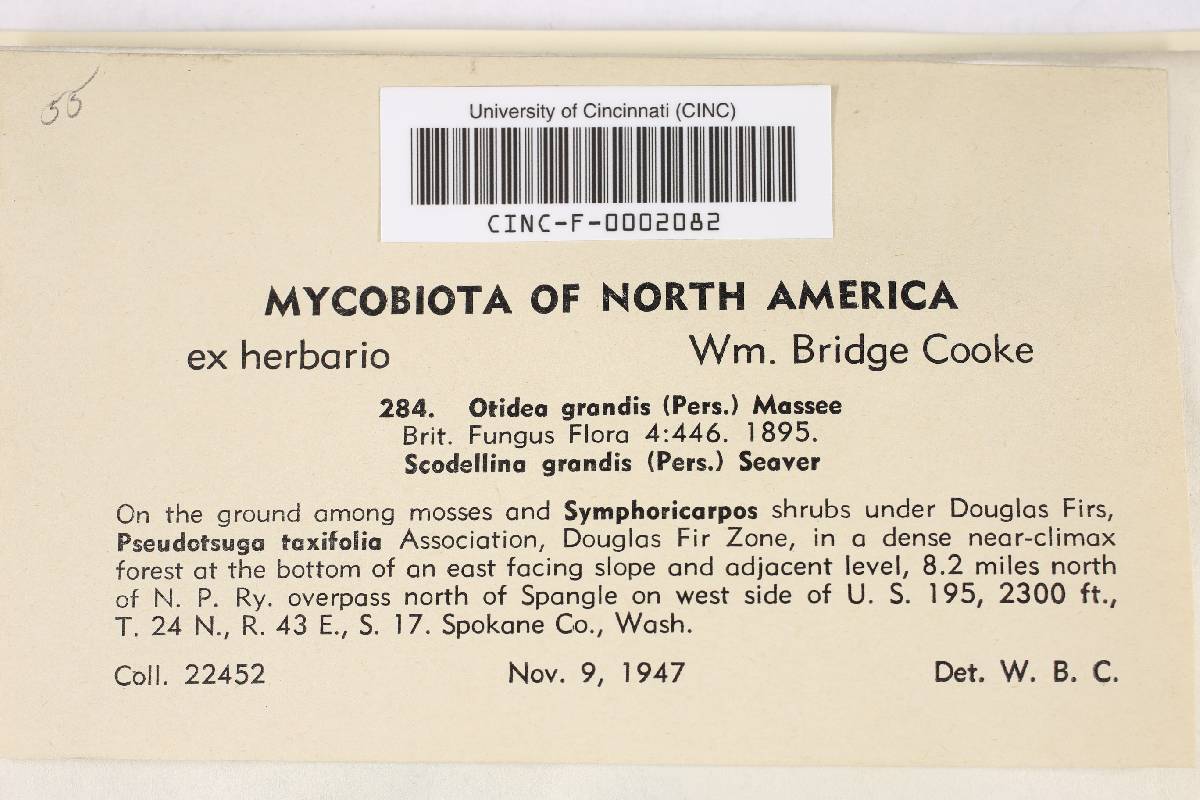 55
University of Cincinnati (CINC)
CINC-F-0002082
MYCOBIOTA OF NORTH AMERICA
ex herbario Wm. Bridge Cooke
284. Otidea grandis (Pers.) Massee
Brit. Fungus Flora 4:446. 1895.
Scodellina grandis (Pers.) Seaver
On the ground among mosses and Symphoricarpos shrubs under Douglas Firs,
Pseudotsuga taxifolia Association, Douglas Fir Zone, in a dense near-climax
forest at the bottom of an east facing slope and adjacent level, 8.2 miles north
of N. P. Ry. overpass north of Spangle on west side of U. S. 195, 2300 ft.,
T. 24 N., R. 43 E., S. 17. Spokane Co., Wash.
Coll. 22452 Nov. 9, 1947 Det. W. B. C.